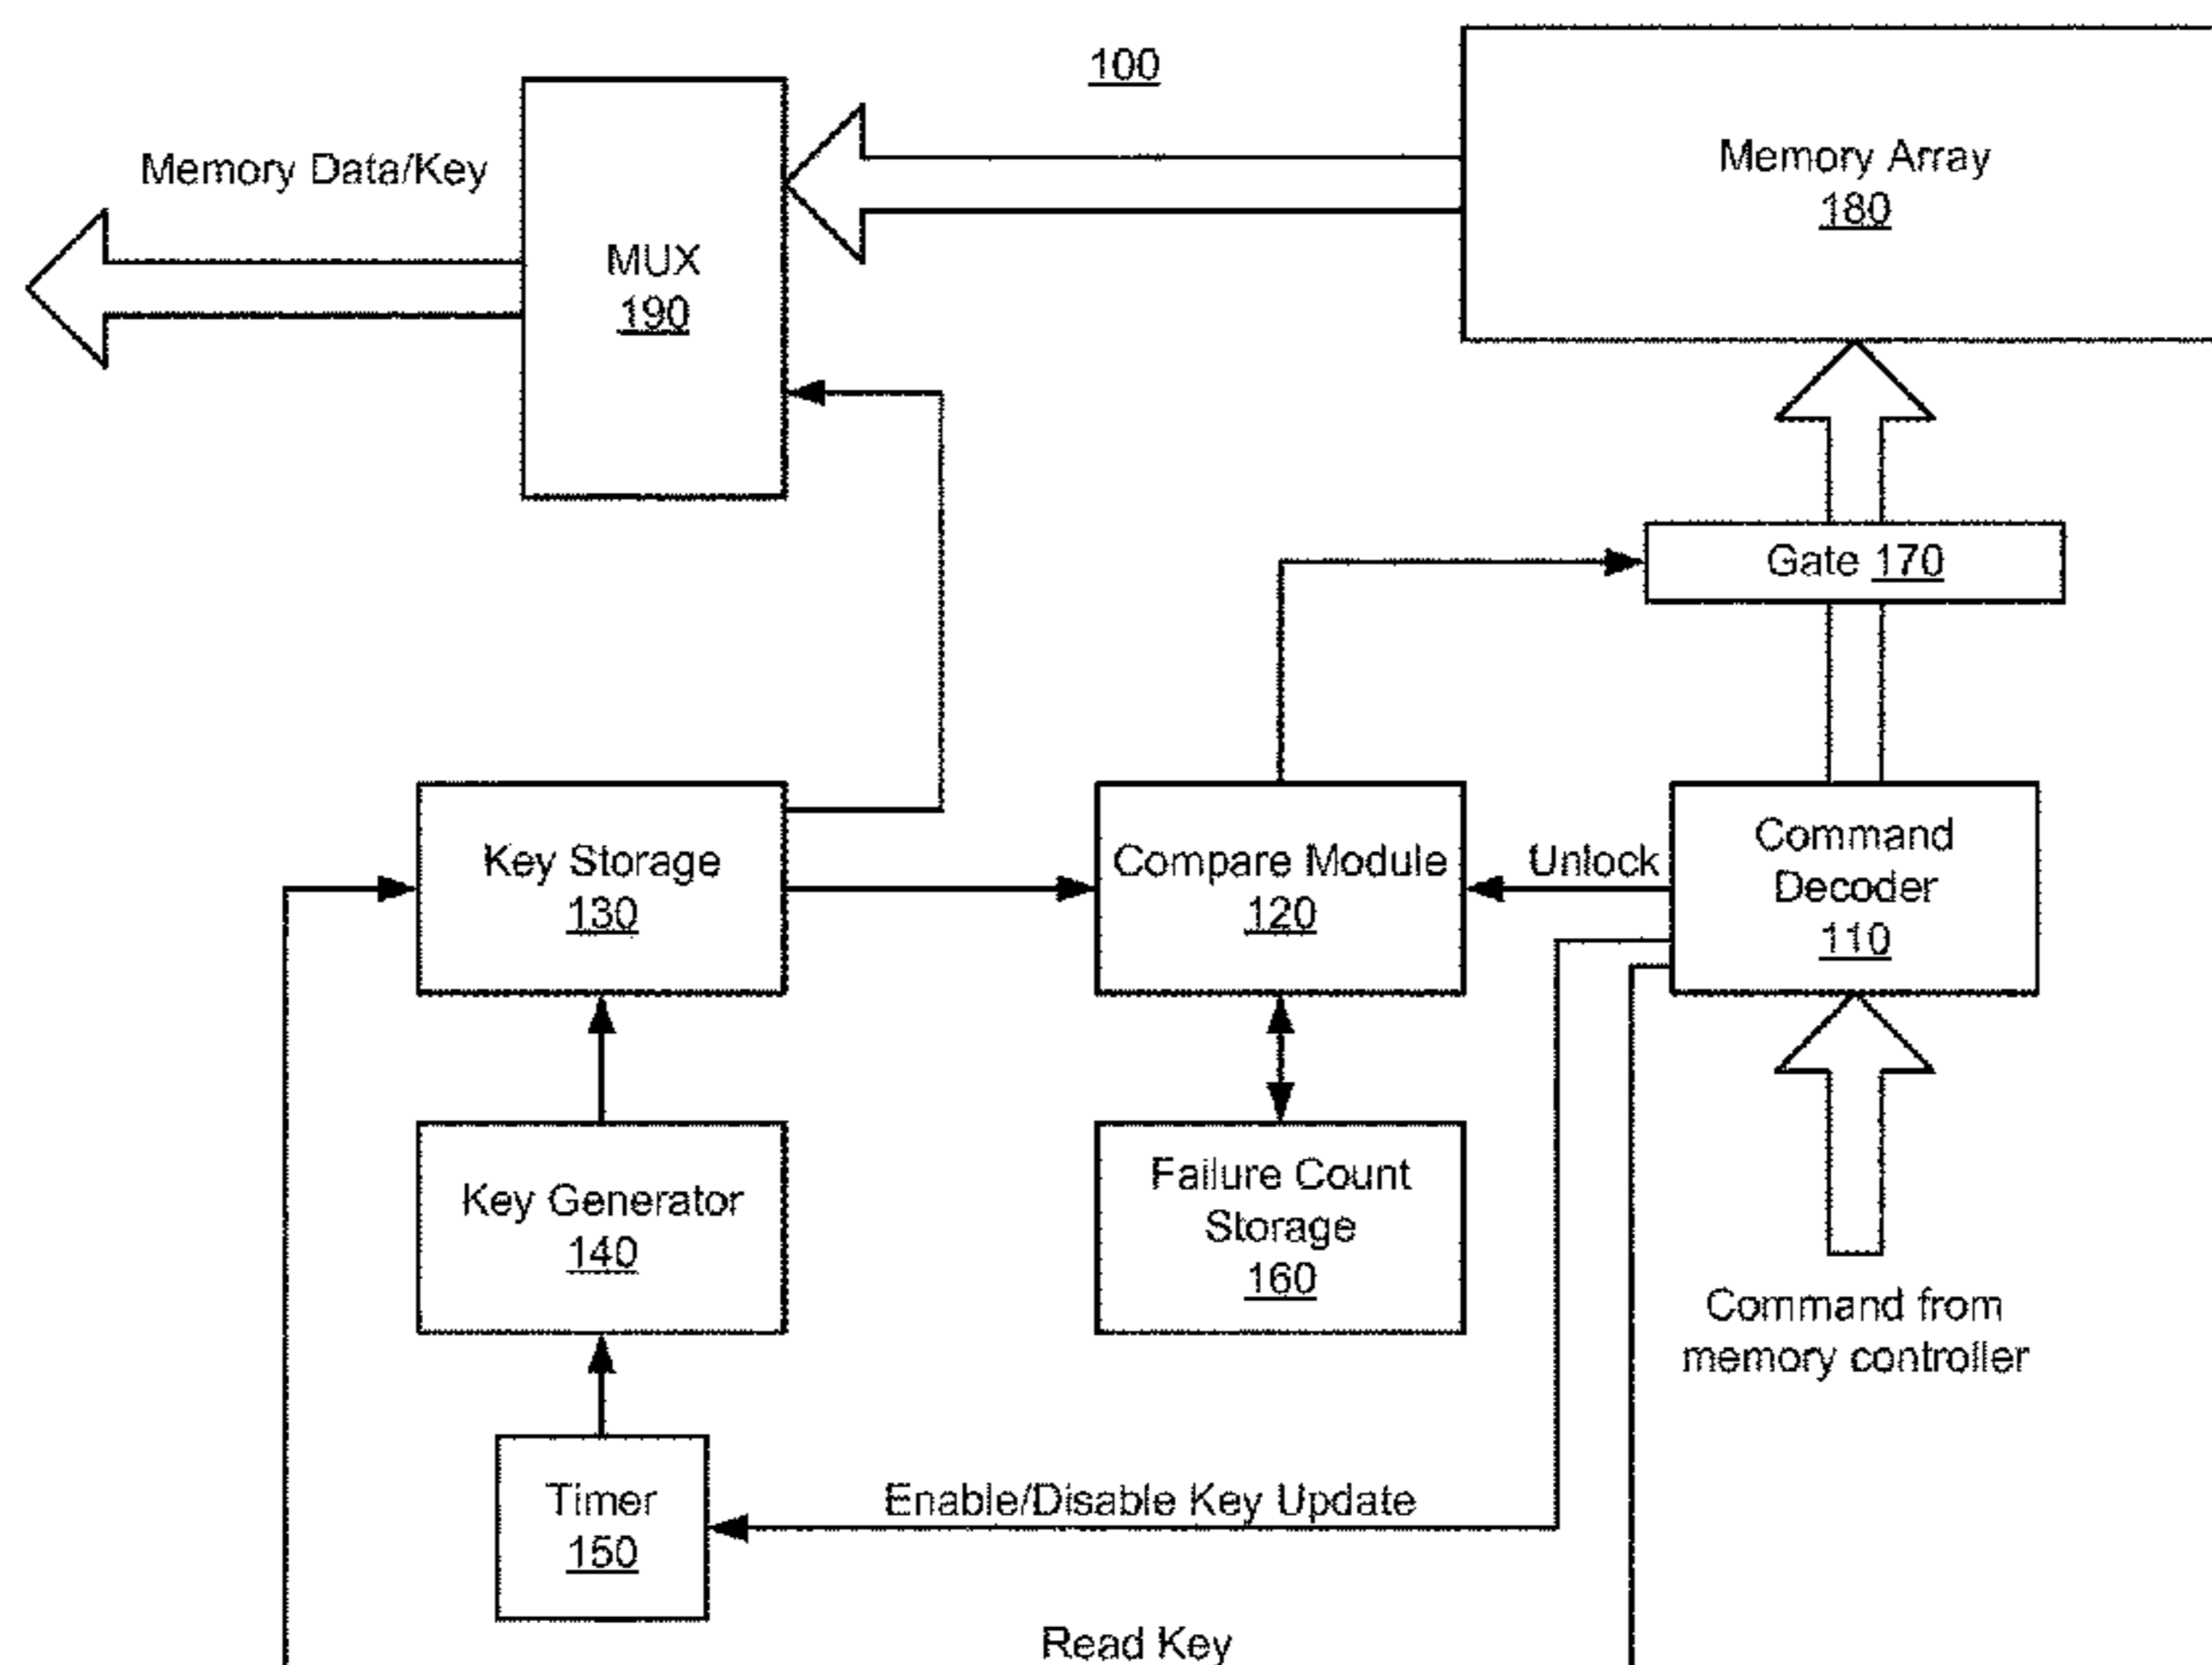 100
Memory Array
180
Memory Data/Key
MUX
190
Gate 170
Key Storage
130
Compare Module
120
Unlock
Command
Decoder
110
Key Generator
140
Failure Count
Storage
160
Command from
memory controller
Timer
150
Enable/Disable Key Update
Read Key